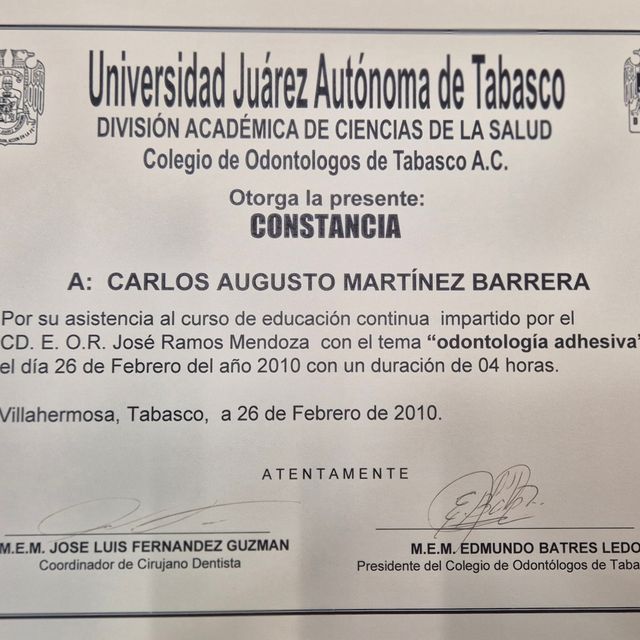 Universidad Juárez Autónoma de Tabasco
DIVISIÓN ACADÉMICA DE CIENCIAS DE LA SALUD
Colegio de Odontologos de Tabasco A.C.
Otorga la presente:
CONSTANCIA
A: CARLOS AUGUSTO MARTÍNEZ BARRERA
Por su asistencia al curso de educación continua impartido por el
CD. E. O.R. José Ramos Mendoza con el tema “odontología adhesiva”
el día 26 de Febrero del año 2010 con un duración de 04 horas.
Villahermosa, Tabasco, a 26 de Febrero de 2010.
ATENTAMENTE
M.E.M. JOSE LUIS FERNANDEZ GUZMAN
Coordinador de Cirujano Dentista
M.E.M. EDMUNDO BATRES LEDO
Presidente del Colegio de Odontólogos de Taba